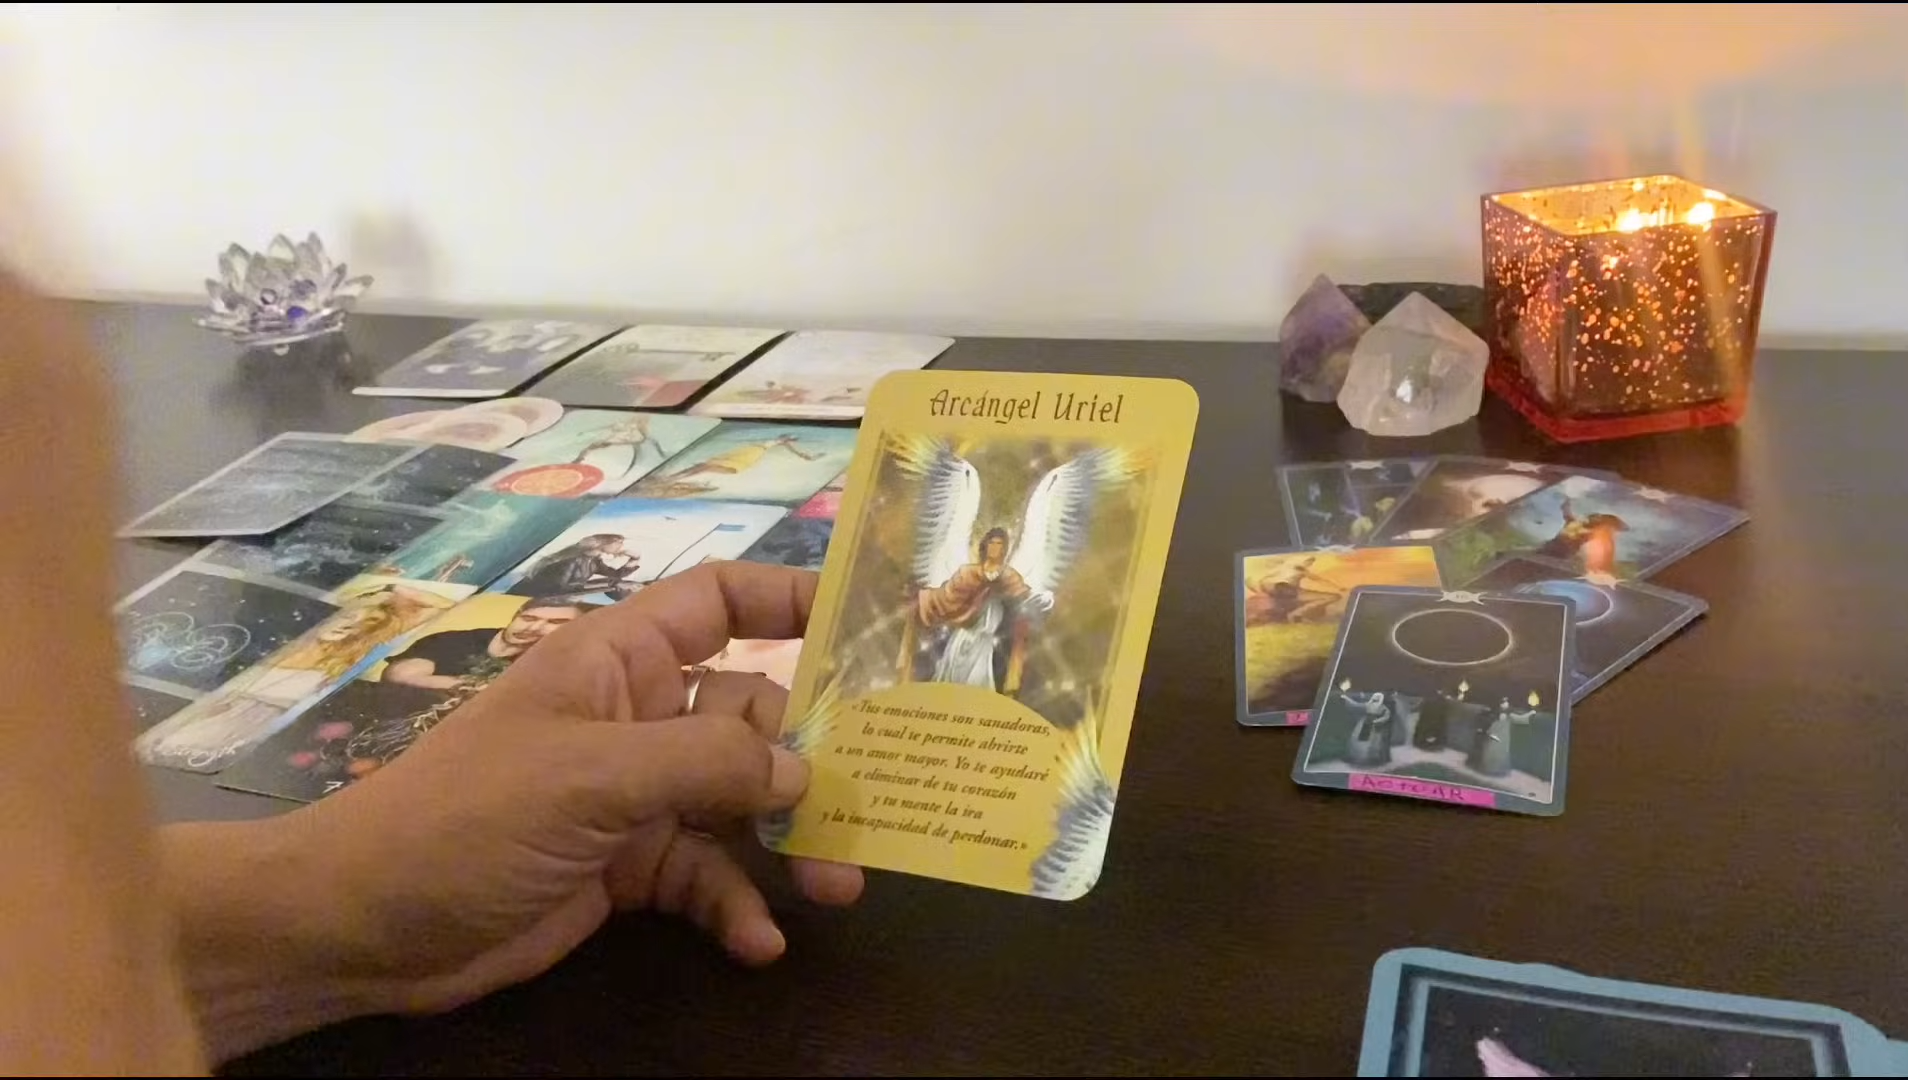 Arcángel Uriel
«Tus emociones son sanadoras,
lo cual te permite abrirte
a un amor mayor. Yo te ayudaré
a eliminar de tu corazón
y tu mente la ira
y la incapacidad de perdonar.»
Strength
ACTUAR